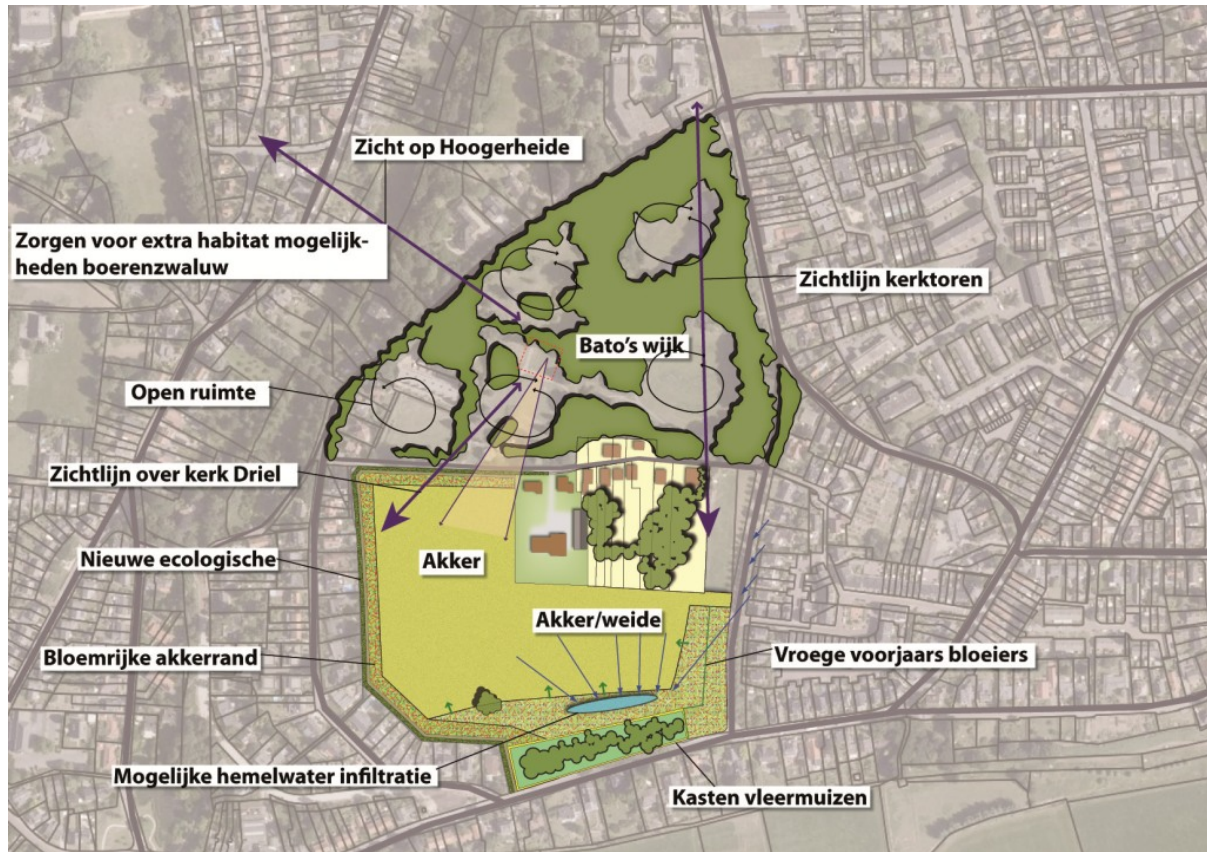 Zicht op Hoogerheide
Zorgen voor extra habitat mogelijk-
heden boerenzwaluw
Zichtlijn kerktoren
Bato's wijk
Open ruimte
Zichtlijn over kerk Driel
Nieuwe ecologische
Akker
Akker/weide
Bloemrijke akkerrand
Vroege voorjaars bloeiers
Mogelijke hemelwater infiltratie
Kasten vleermuizen